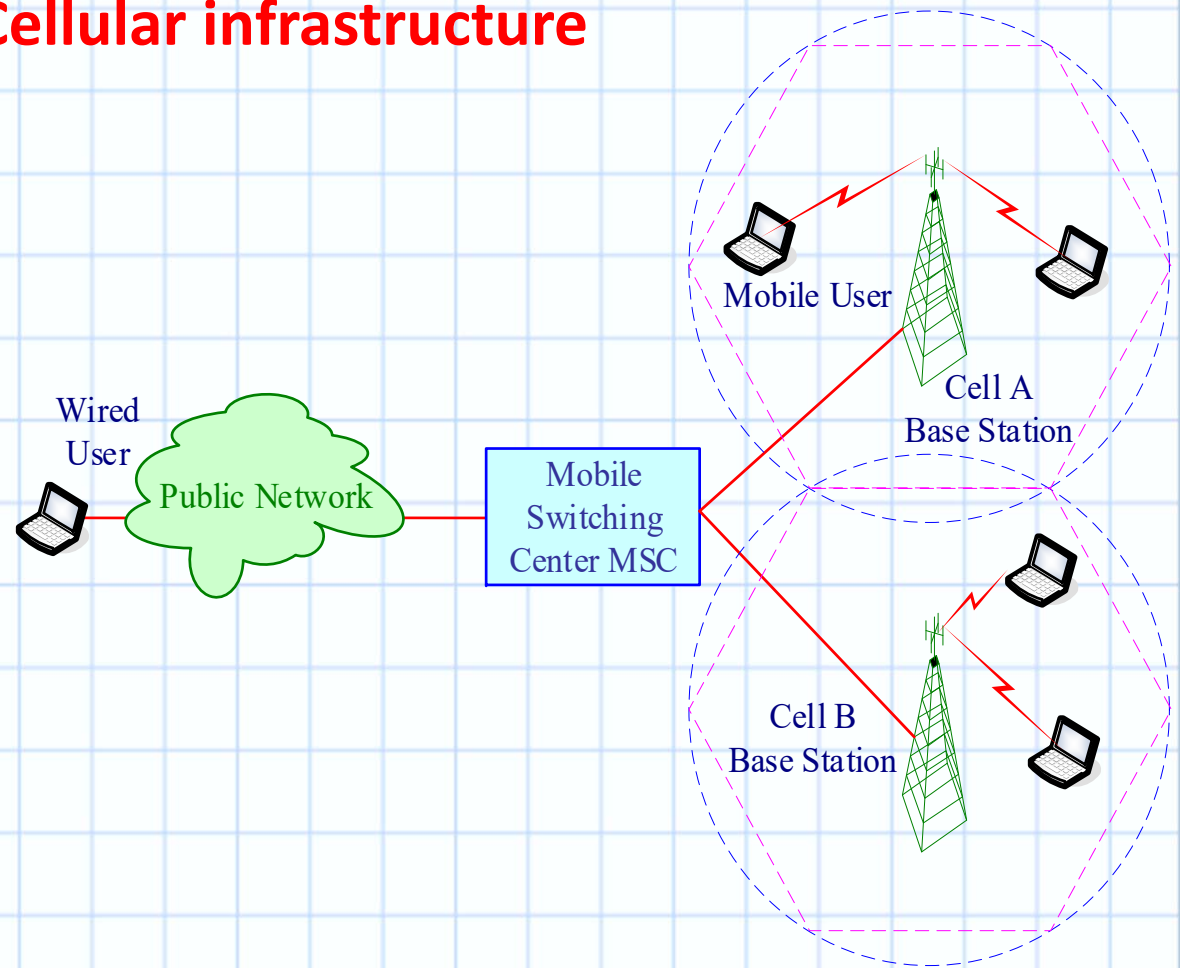 Cellular infrastructure
Mobile User
Cell A
Base Station
Wired
User
Public Network
Mobile
Switching
Center MSC
Cell B
Base Station